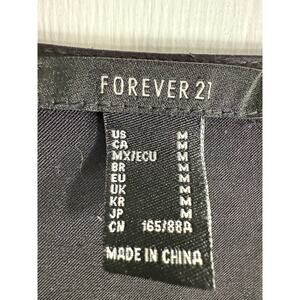 FOREVER 21
US M
CA M
MX/ECU M
BR M
EU M
UK M
KR M
JP M
CN 165/88A
MADE IN CHINA